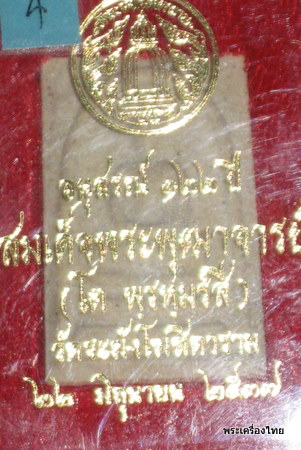 4
อนุสรณ์ ๑๒๒ ปี
สมเด็จพระพุฒาจารย์
(โต พฺรหฺมรํสี)
วัดระฆังโฆสิตาราม
๒๒ มิถุนายน ๒๕๓๗
พระเครื่องไทย